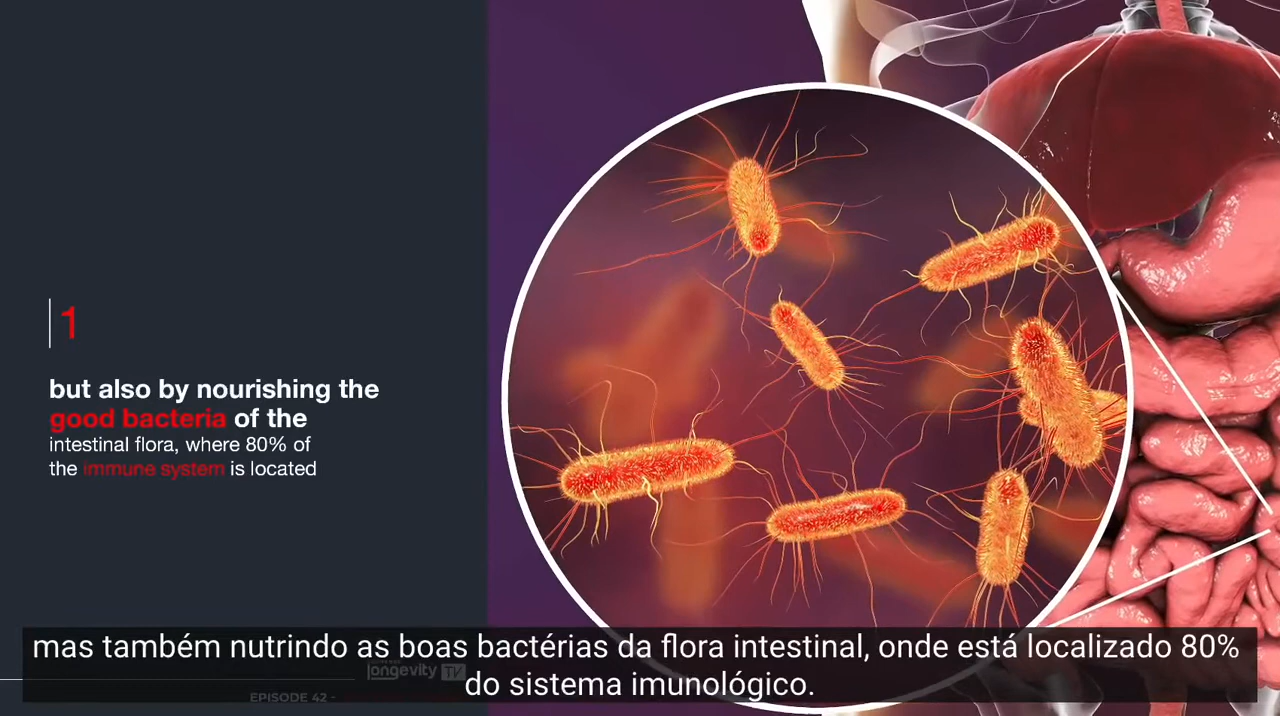 1
but also by nourishing the
good bacteria of the
intestinal flora, where 80% of
the immune system is located
mas também nutrindo as boas bactérias da flora intestinal, onde está localizado 80%
do sistema imunológico.
longevity TV
EPISODE 42 -